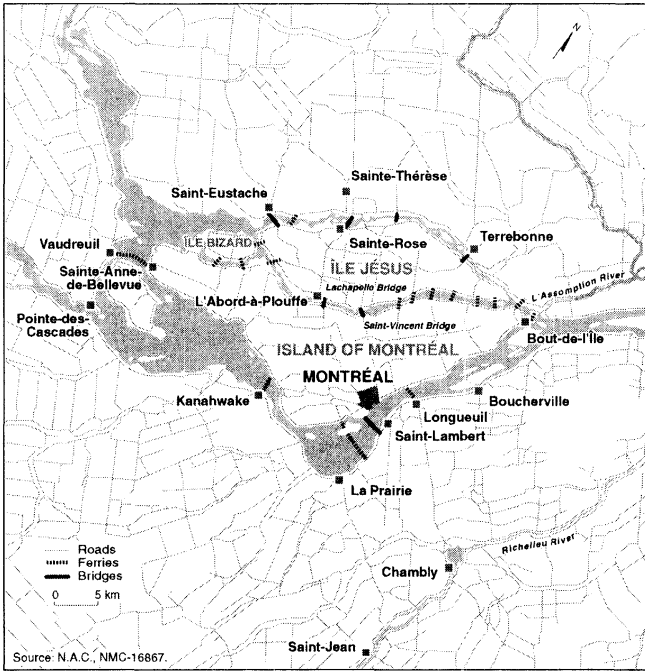 N
Sainte-Thérèse
Saint-Eustache
Terrebonne
Sainte-Rose
ÎLE BIZARD
Vaudreuil
Sainte-Anne-
de-Bellevue
ÎLE JÉSUS
L'Assomption River
L'Abord-à-Plouffe
Lachapelle Bridge
Pointe-des-
Cascades
Saint-Vincent Bridge
Bout-de-l'Île
ISLAND OF MONTRÉAL
MONTRÉAL
Kanahwake
Boucherville
Longueuil
Saint-Lambert
La Prairie
Richelieu River
Roads
Ferries
Bridges
0 5 km
Chambly
Saint-Jean
Source: N.A.C., NMC-16867.